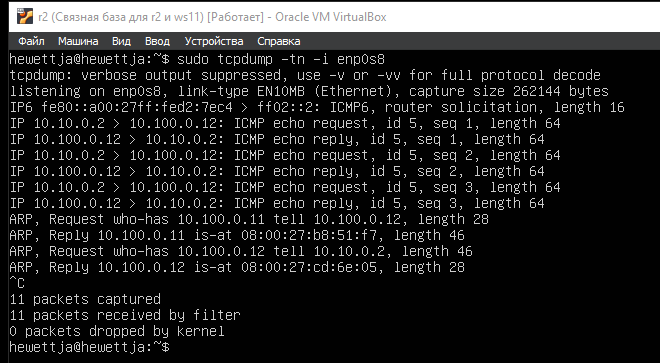 r2 (Связная база для r2 и ws11) [Работает] - Oracle VM VirtualBox
Файл Машина Вид Ввод Устройства Справка
hewettja@hewettja:~$ sudo tcpdump -tn -i enp0s8
tcpdump: verbose output suppressed, use -v or -vv for full protocol decode
listening on enp0s8, link-type EN10MB (Ethernet), capture size 262144 bytes
IP6 fe80::a00:27ff:fed2:7ec4 > ff02::2: ICMP6, router solicitation, length 16
IP 10.10.0.2 > 10.100.0.12: ICMP echo request, id 5, seq 1, length 64
IP 10.100.0.12 > 10.10.0.2: ICMP echo reply, id 5, seq 1, length 64
IP 10.10.0.2 > 10.100.0.12: ICMP echo request, id 5, seq 2, length 64
IP 10.100.0.12 > 10.10.0.2: ICMP echo reply, id 5, seq 2, length 64
IP 10.10.0.2 > 10.100.0.12: ICMP echo request, id 5, seq 3, length 64
IP 10.100.0.12 > 10.10.0.2: ICMP echo reply, id 5, seq 3, length 64
ARP, Request who-has 10.100.0.11 tell 10.100.0.12, length 28
ARP, Reply 10.100.0.11 is-at 08:00:27:b8:51:f7, length 46
ARP, Request who-has 10.100.0.12 tell 10.10.0.2, length 46
ARP, Reply 10.100.0.12 is-at 08:00:27:cd:6e:05, length 28
^C
11 packets captured
11 packets received by filter
0 packets dropped by kernel
hewettja@hewettja:~$